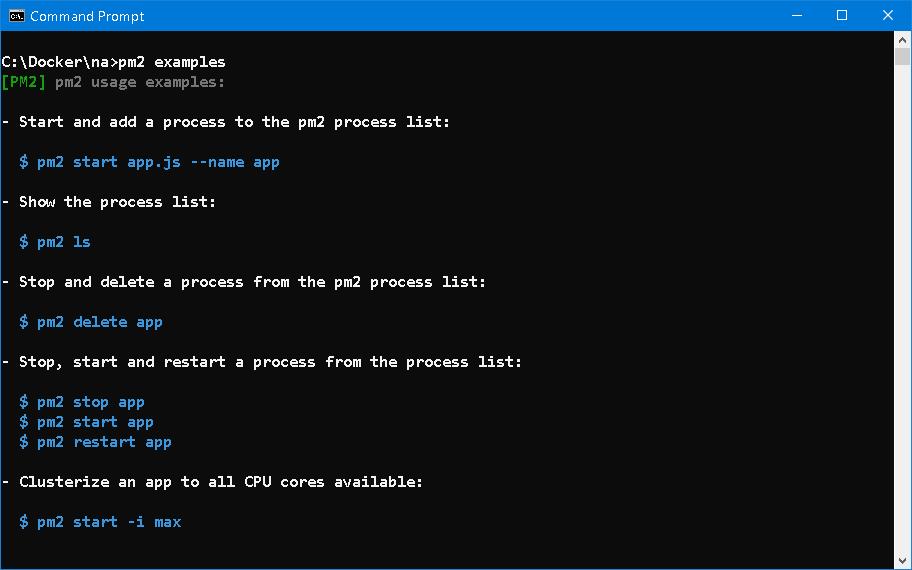 Command Prompt
C:\Docker\na>pm2 examples
[PM2] pm2 usage examples:
- Start and add a process to the pm2 process list:
$ pm2 start app.js --name app
- Show the process list:
$ pm2 ls
- Stop and delete a process from the pm2 process list:
$ pm2 delete app
- Stop, start and restart a process from the process list:
$ pm2 stop app
$ pm2 start app
$ pm2 restart app
- Clusterize an app to all CPU cores available:
$ pm2 start -i max